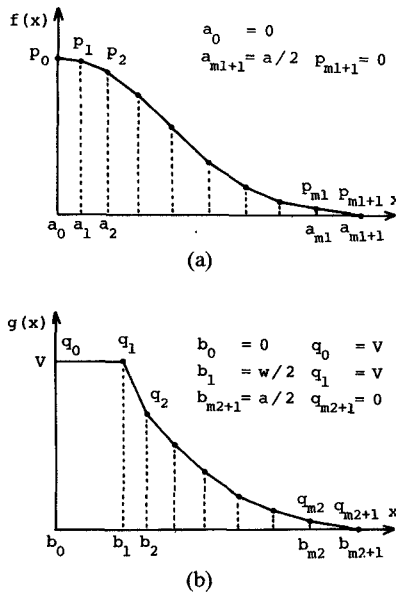 f(x)
a0 = 0
am1+1 = a/2 pm1+1 = 0
p0 p1 p2
pm1 pm1+1 x
a0 a1 a2 am1 am1+1
(a)
g(x)
b0 = 0 q0 = V
b1 = w/2 q1 = V
bm2+1 = a/2 qm2+1 = 0
V q0 q1
q2
qm2 qm2+1 x
b0 b1 b2 bm2 bm2+1
(b)